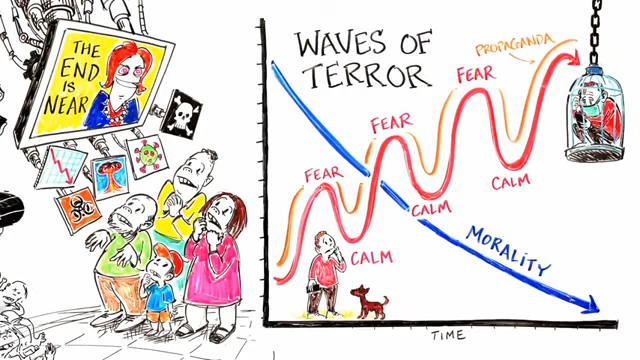 THE
END
IS
NEAR
WAVES OF
TERROR
PROPAGANDA
FEAR
FEAR
FEAR
CALM
CALM
CALM
MORALITY
TIME